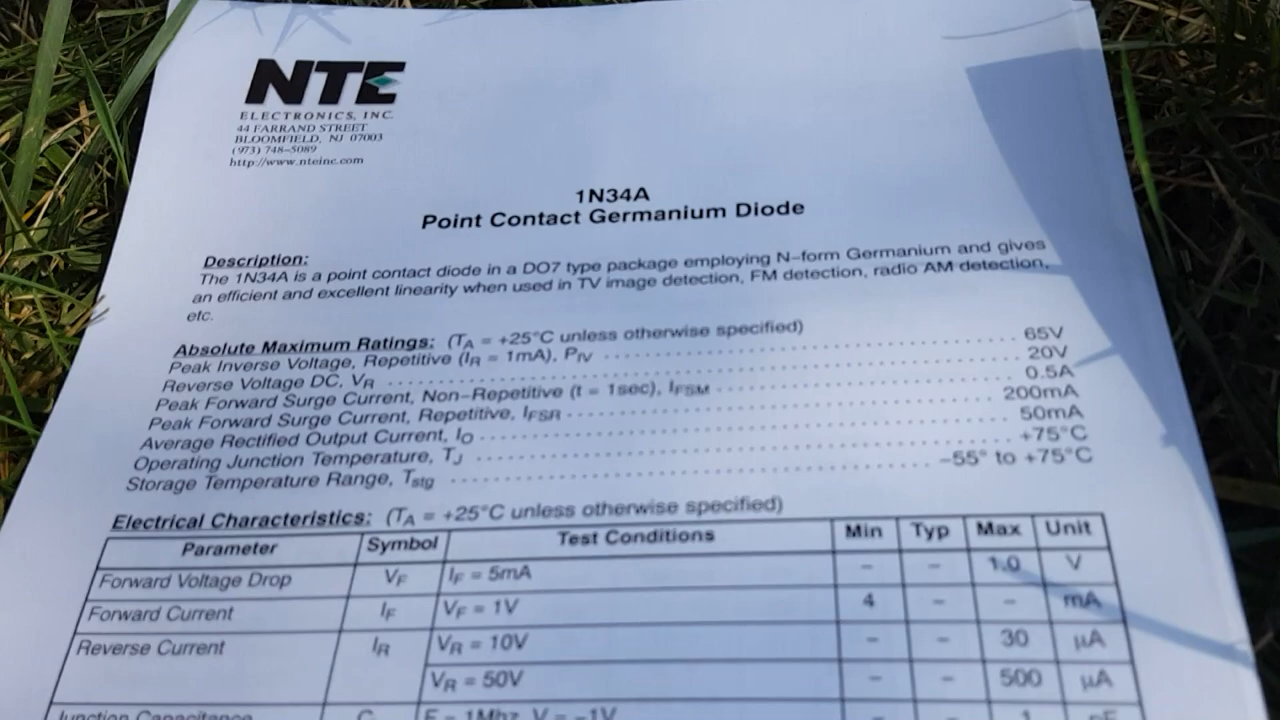 NTE
ELECTRONICS, INC.
44 FARRAND STREET
BLOOMFIELD, NJ 07003
(973) 748–5089
http://www.nteinc.com
1N34A
Point Contact Germanium Diode
Description:
The 1N34A is a point contact diode in a DO7 type package employing N–form Germanium and gives
an efficient and excellent linearity when used in TV image detection, FM detection, radio AM detection,
etc.
Absolute Maximum Ratings: (TA = +25°C unless otherwise specified)
Peak Inverse Voltage, Repetitive (IR = 1mA), PIV 65V
Reverse Voltage DC, VR 20V
Peak Forward Surge Current, Non–Repetitive (t = 1sec), IFSM 0.5A
Peak Forward Surge Current, Repetitive, IFSR 200mA
Average Rectified Output Current, IO 50mA
Operating Junction Temperature, TJ +75°C
Storage Temperature Range, Tstg –55° to +75°C
Electrical Characteristics: (TA = +25°C unless otherwise specified)
Parameter Symbol Test Conditions Min Typ Max Unit
Forward Voltage Drop VF IF = 5mA – – 1.0 V
Forward Current IF VF = 1V 4 – – mA
Reverse Current IR VR = 10V – – 30 µA
VR = 50V – – 500 µA
Junction Capacitance C F = 1Mhz, V = –1V – – 1 pF